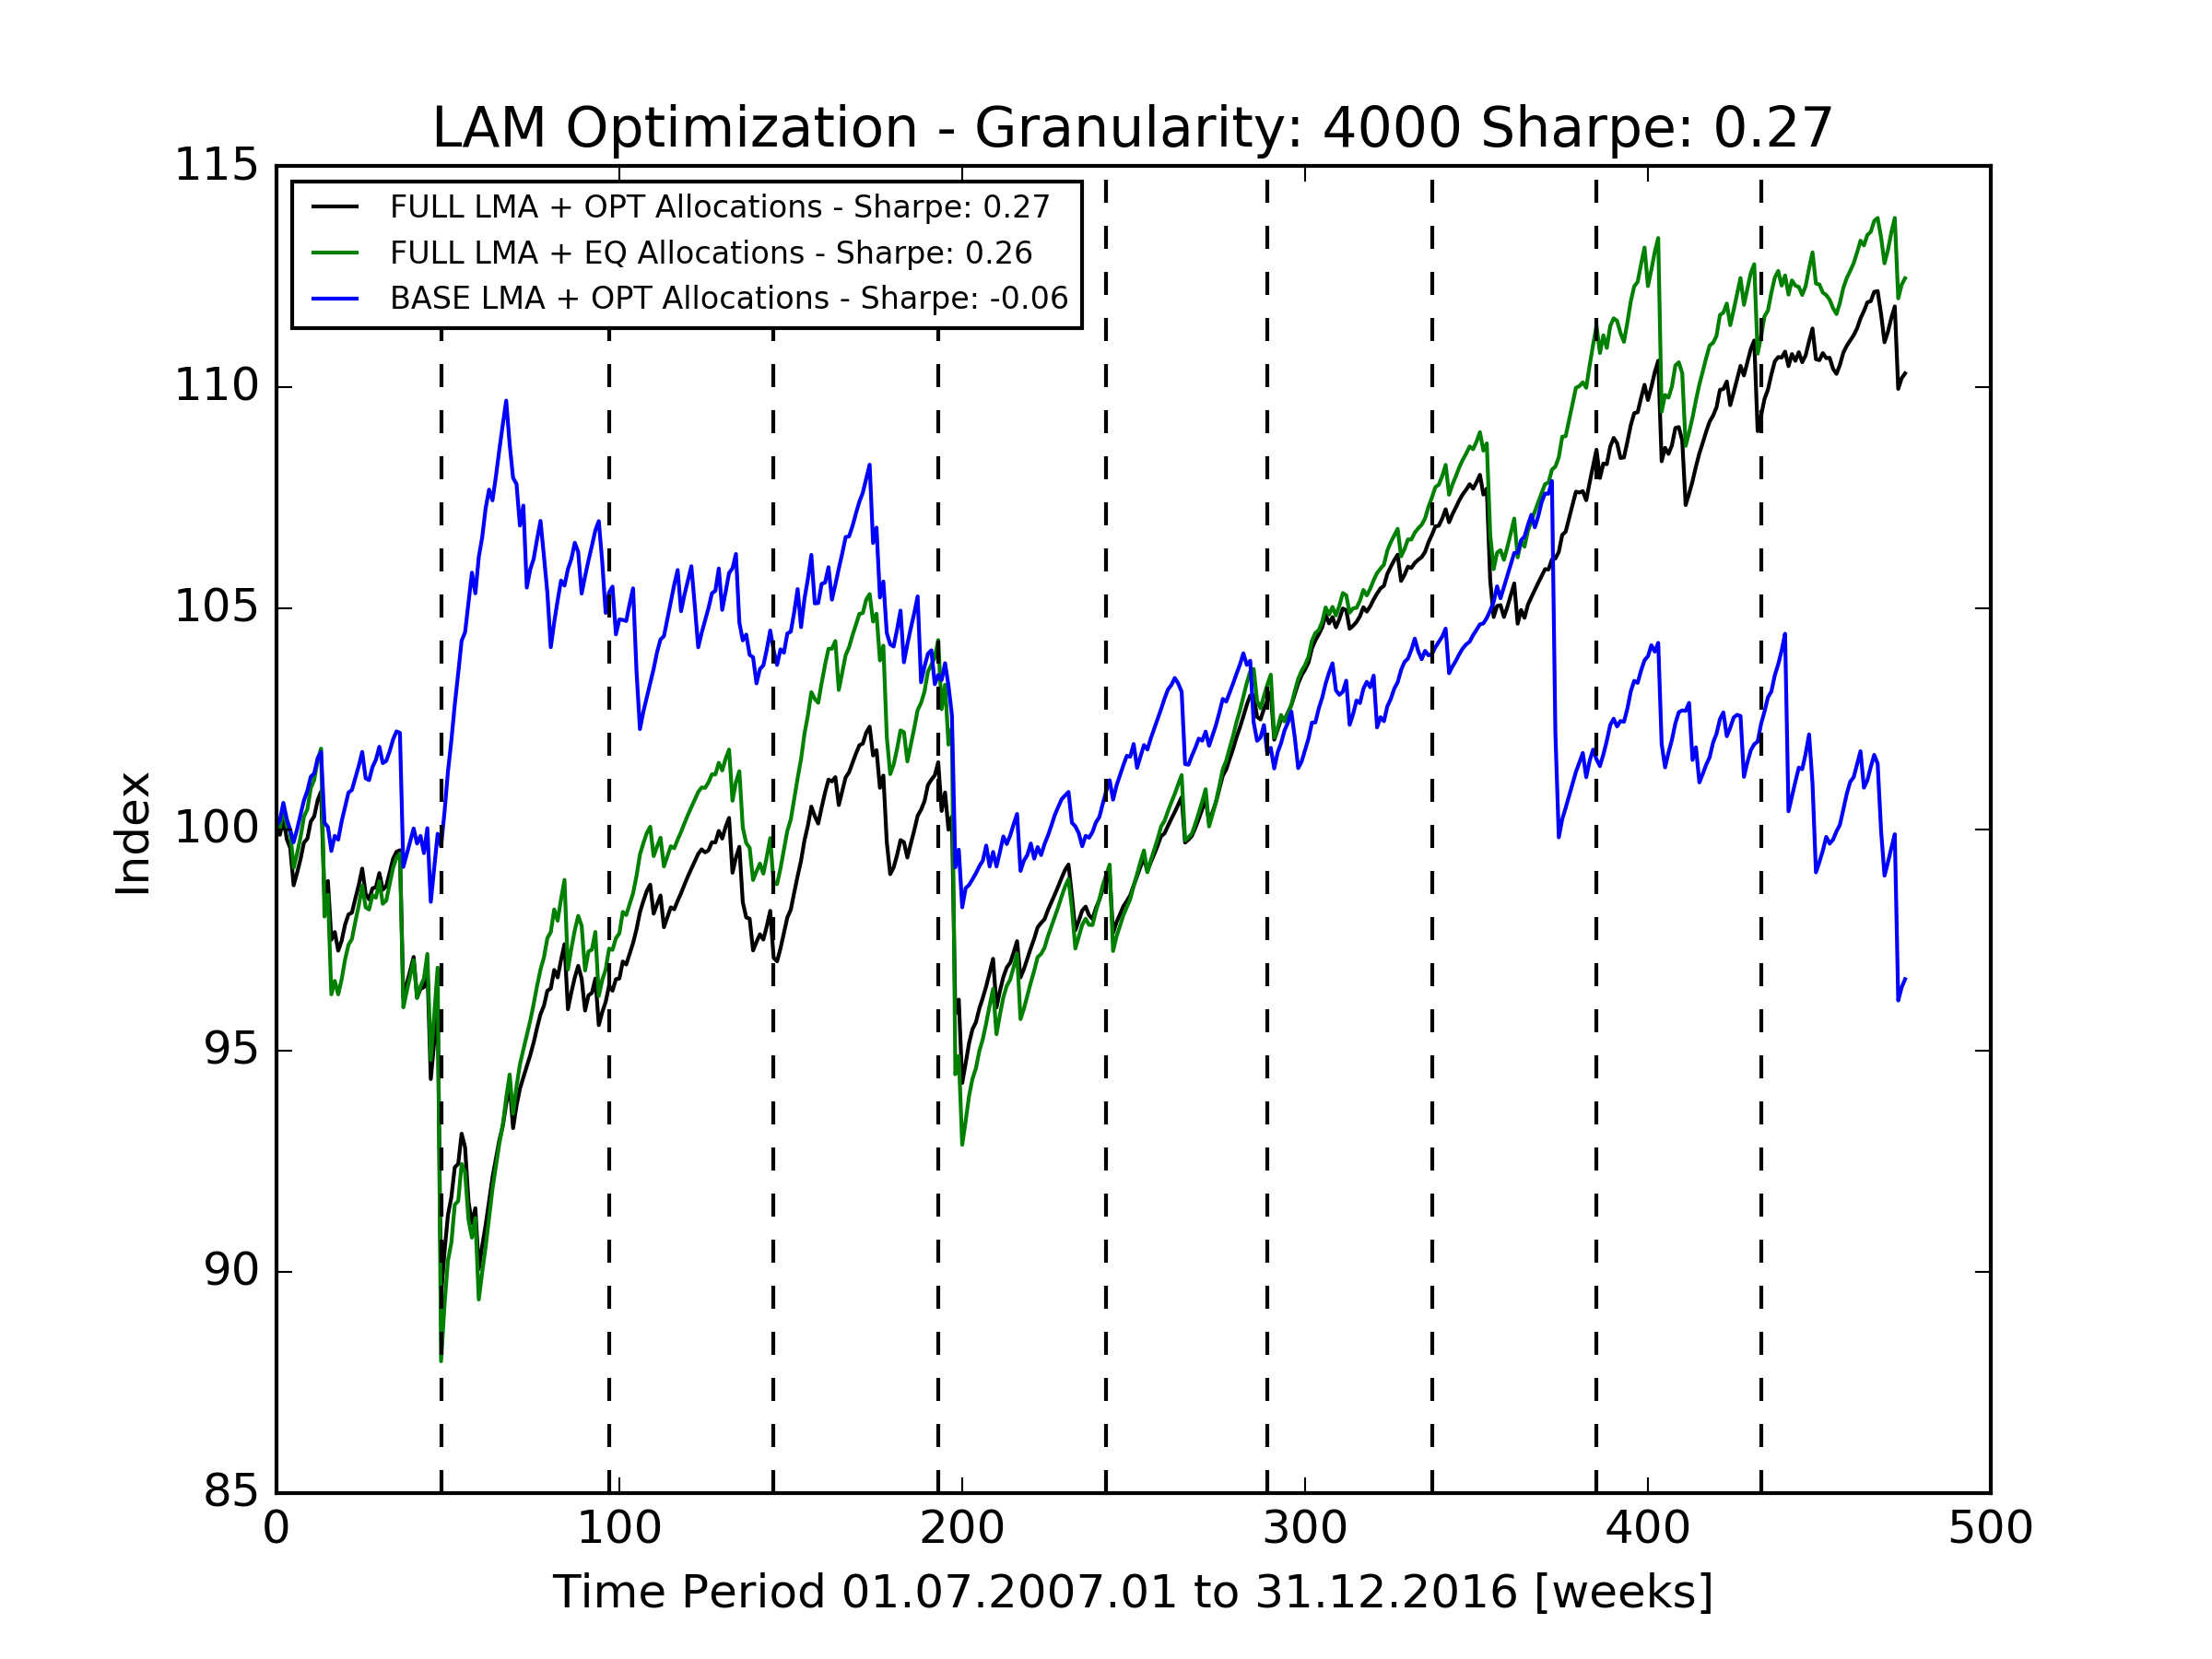 LAM Optimization - Granularity: 4000 Sharpe: 0.27
115
FULL LMA + OPT Allocations - Sharpe: 0.27
FULL LMA + EQ Allocations - Sharpe: 0.26
BASE LMA + OPT Allocations - Sharpe: -0.06
110
105
Index
100
95
90
85
0 100 200 300 400 500
Time Period 01.07.2007.01 to 31.12.2016 [weeks]